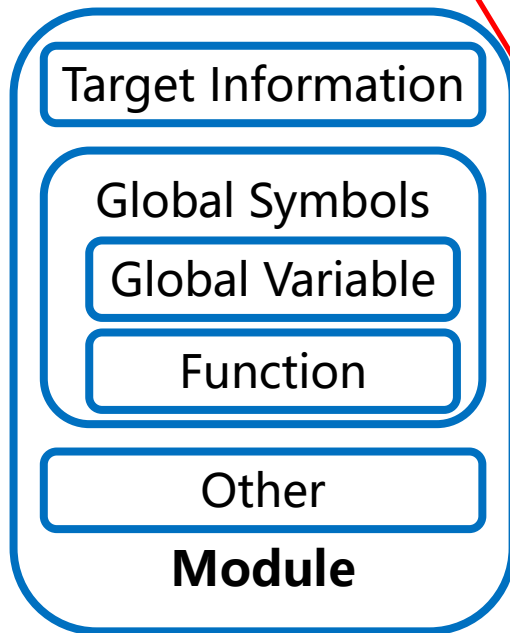 Target Information
Global Symbols
Global Variable
Function
Other
Module